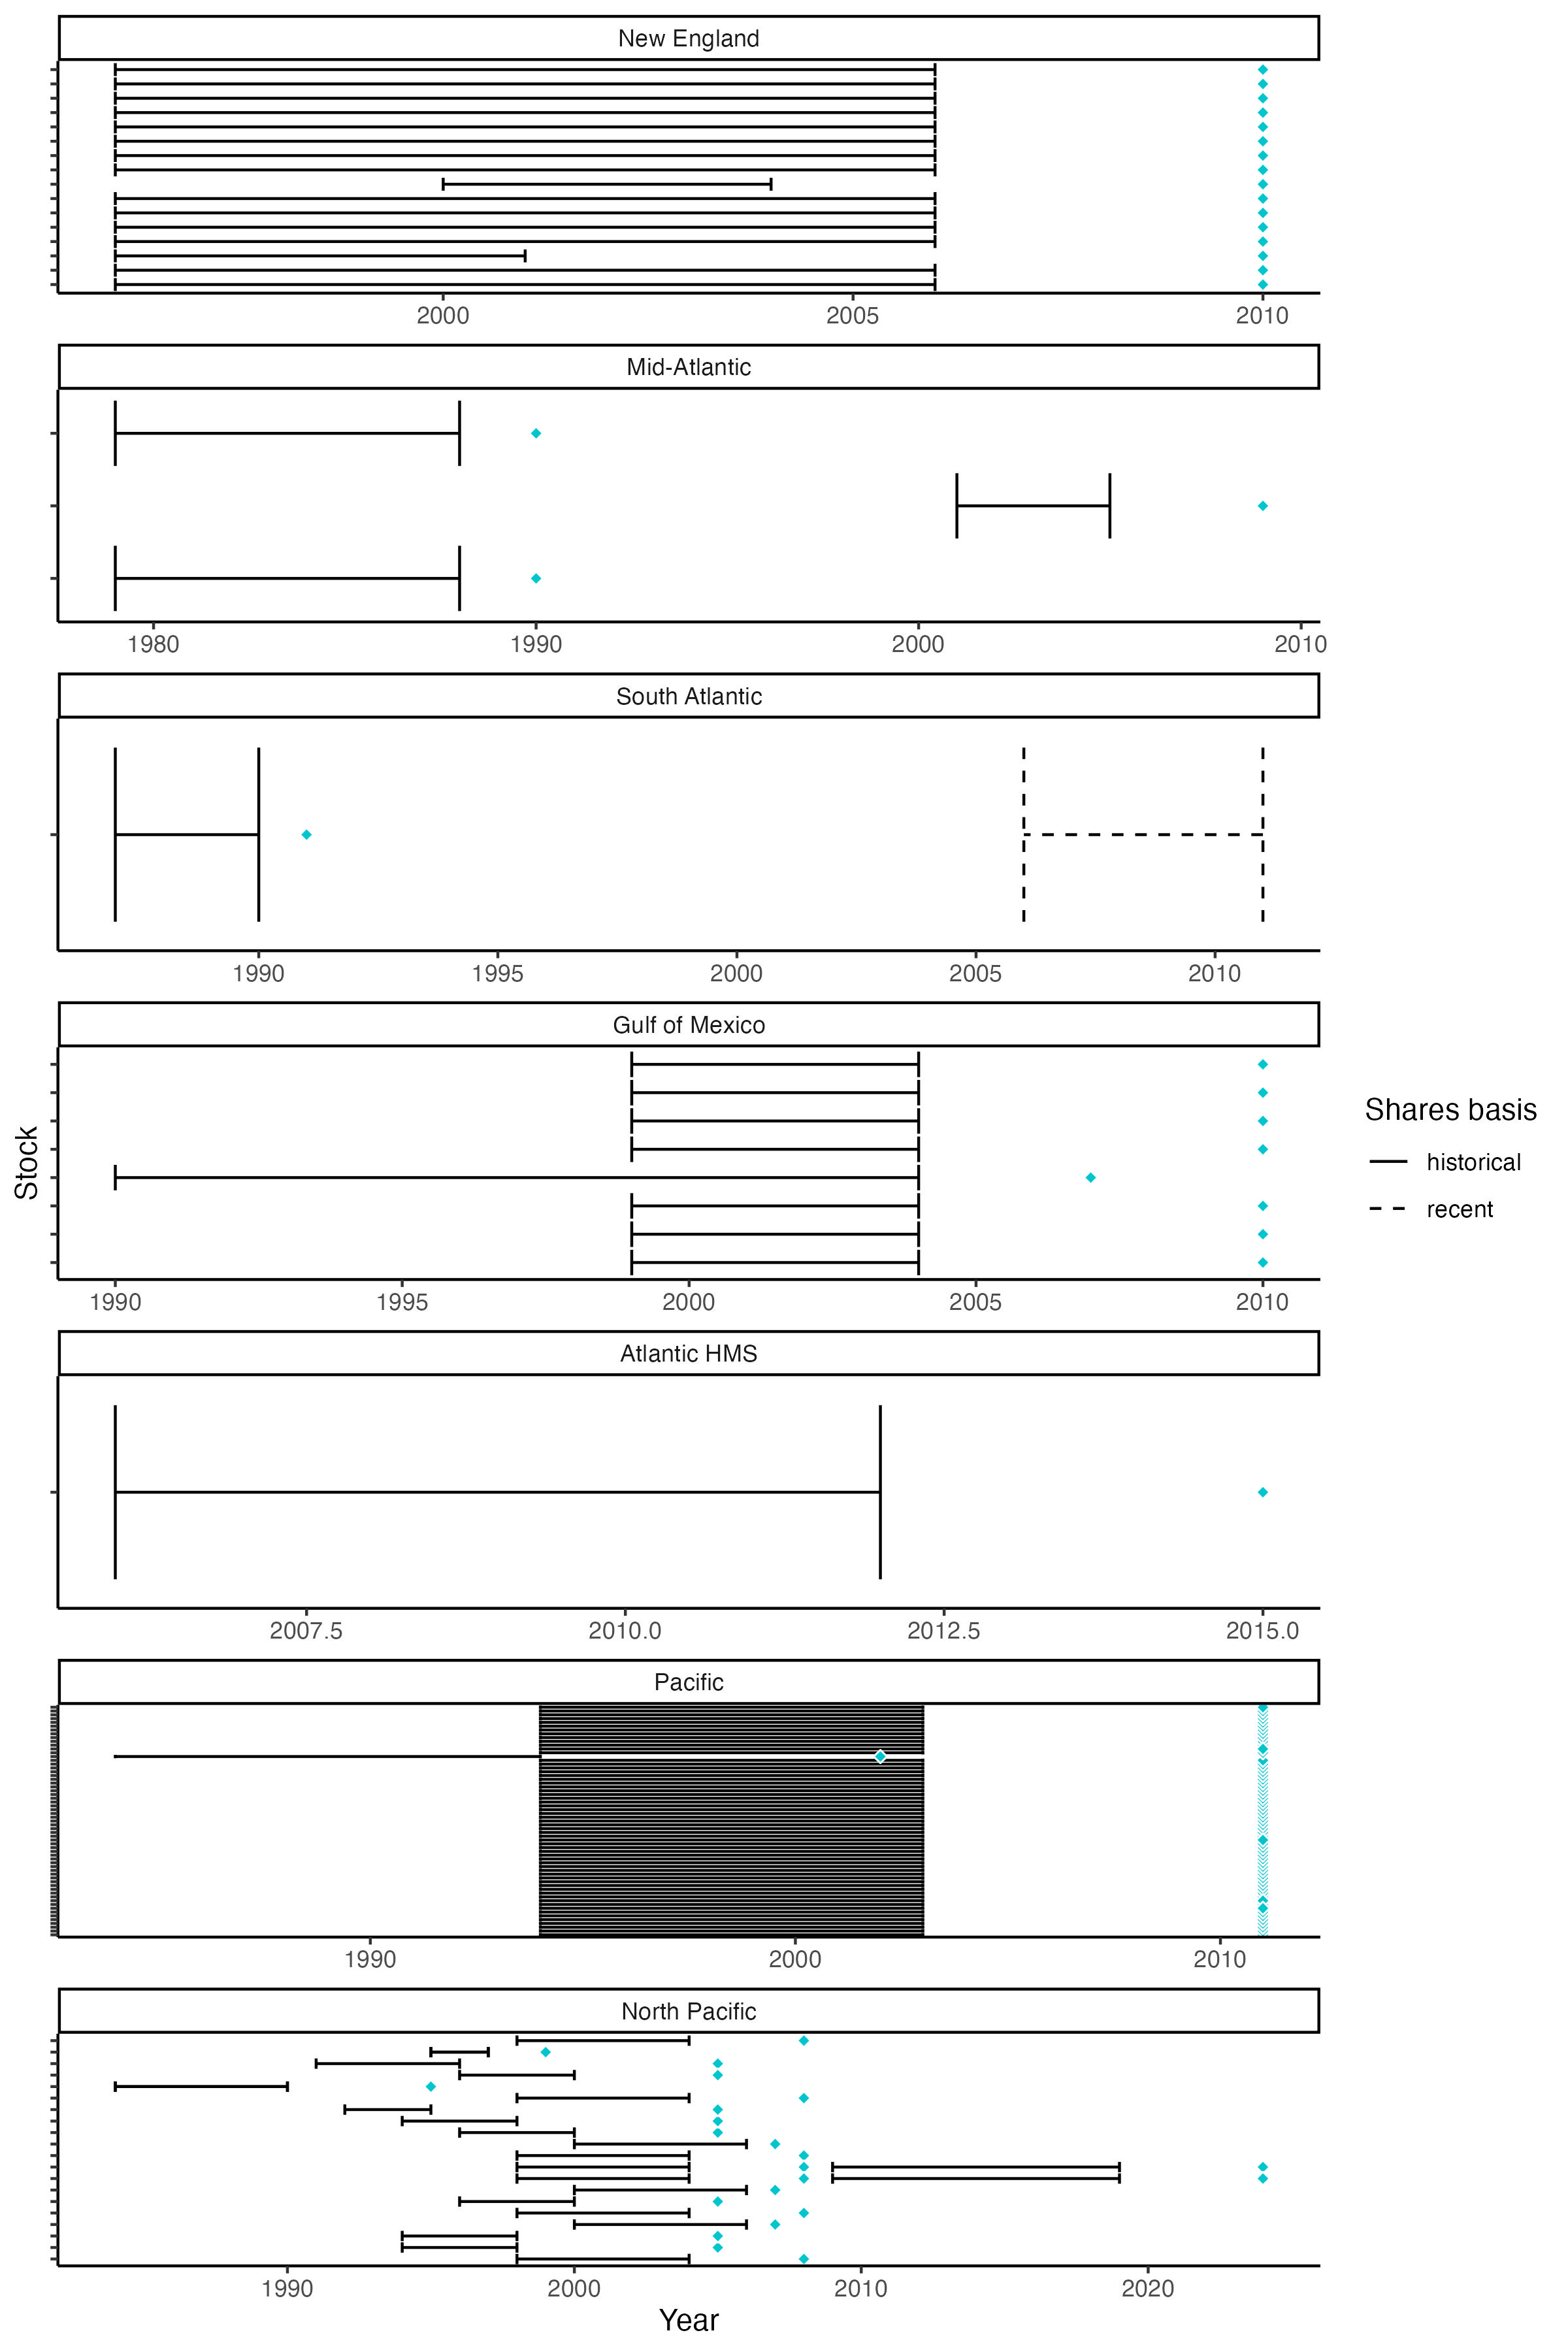 New England
2000 2005 2010
Mid-Atlantic
1980 1990 2000 2010
South Atlantic
1990 1995 2000 2005 2010
Gulf of Mexico
1990 1995 2000 2005 2010
Atlantic HMS
2007.5 2010.0 2012.5 2015.0
Pacific
1990 2000 2010
North Pacific
1990 2000 2010 2020
Year
Stock
Shares basis
historical
recent